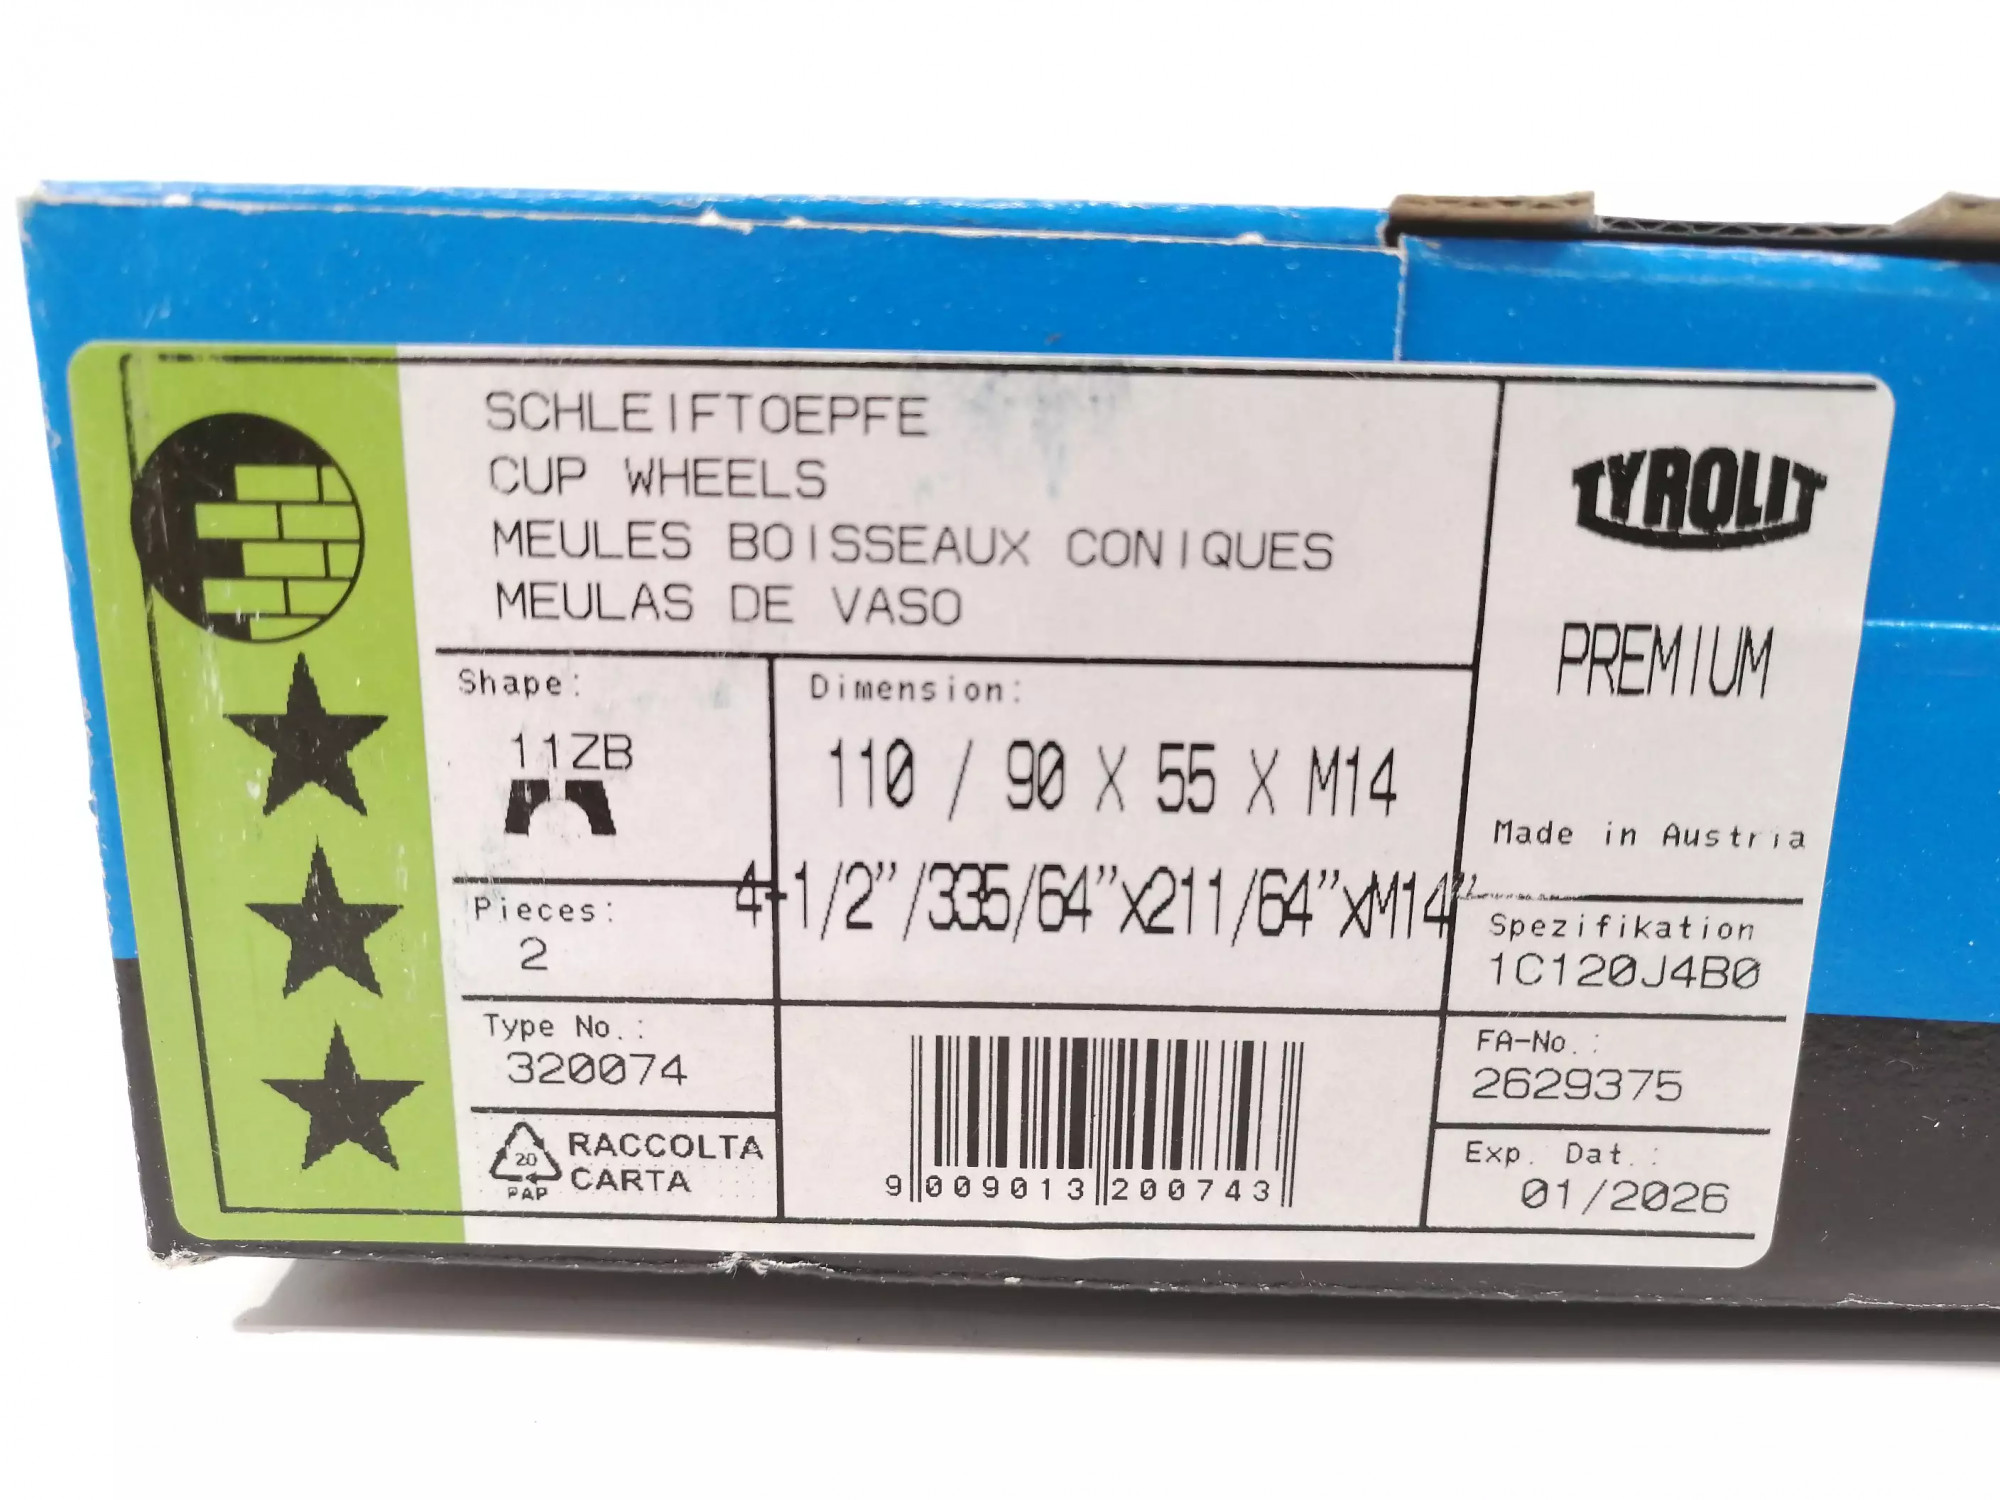 SCHLEIFTOEPFE
CUP WHEELS
MEULES BOISSEAUX CONIQUES
MEULAS DE VASO
TYROLIT
PREMIUM
Made in Austria
Shape:
11ZB
Dimension:
110 / 90 X 55 X M14
4-1/2"/335/64"x211/64"xM14"
Pieces:
2
Spezifikation
1C120J4B0
Type No.:
320074
FA-No.:
2629375
20
PAP
RACCOLTA
CARTA
9 009013 200743
Exp. Dat.:
01/2026